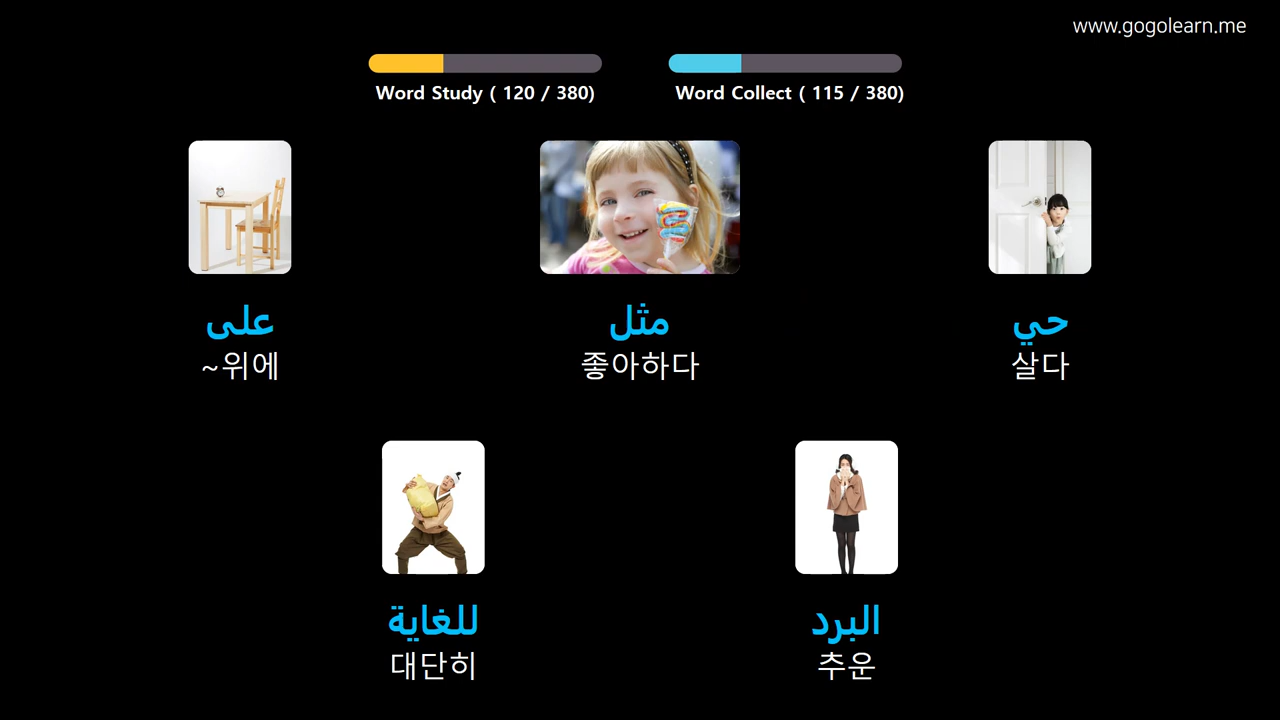 www.gogolearn.me
Word Study ( 120 / 380)
Word Collect ( 115 / 380)
على
~위에
مثل
좋아하다
حي
살다
للغاية
대단히
البرد
추운